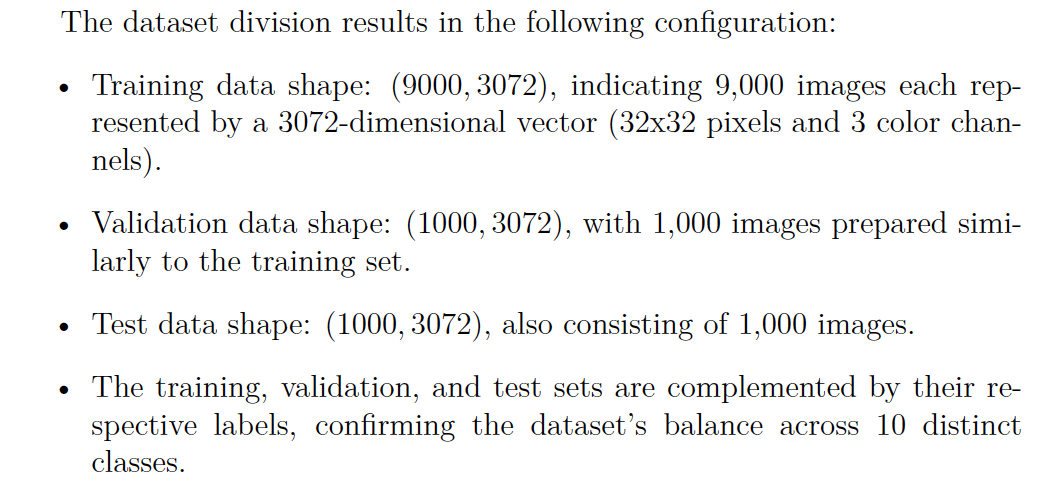 The dataset division results in the following configuration:
• Training data shape: (9000, 3072), indicating 9,000 images each rep-
resented by a 3072-dimensional vector (32x32 pixels and 3 color chan-
nels).
• Validation data shape: (1000, 3072), with 1,000 images prepared simi-
larly to the training set.
• Test data shape: (1000, 3072), also consisting of 1,000 images.
• The training, validation, and test sets are complemented by their re-
spective labels, confirming the dataset’s balance across 10 distinct
classes.